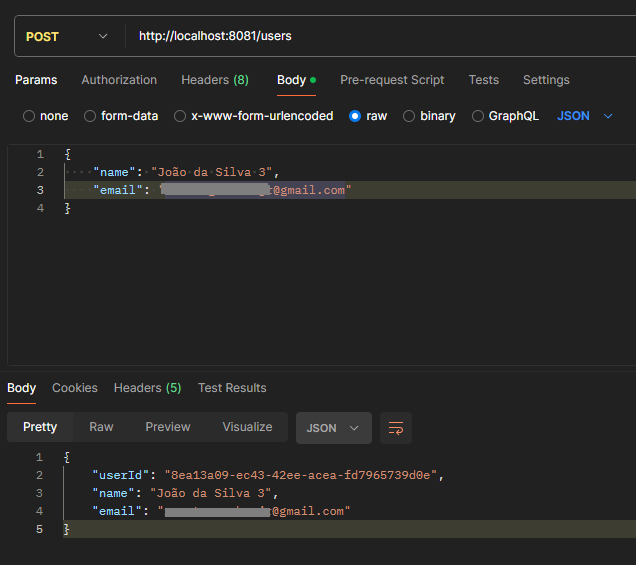 POST http://localhost:8081/users
Params Authorization Headers (8) Body Pre-request Script Tests Settings
none form-data x-www-form-urlencoded raw binary GraphQL JSON
1 {
2 "name": "João da Silva 3",
3 "email": "@gmail.com"
4 }
Body Cookies Headers (5) Test Results
Pretty Raw Preview Visualize JSON
1 {
2 "userId": "8ea13a09-ec43-42ee-acea-fd7965739d0e",
3 "name": "João da Silva 3",
4 "email": "@gmail.com"
5 }